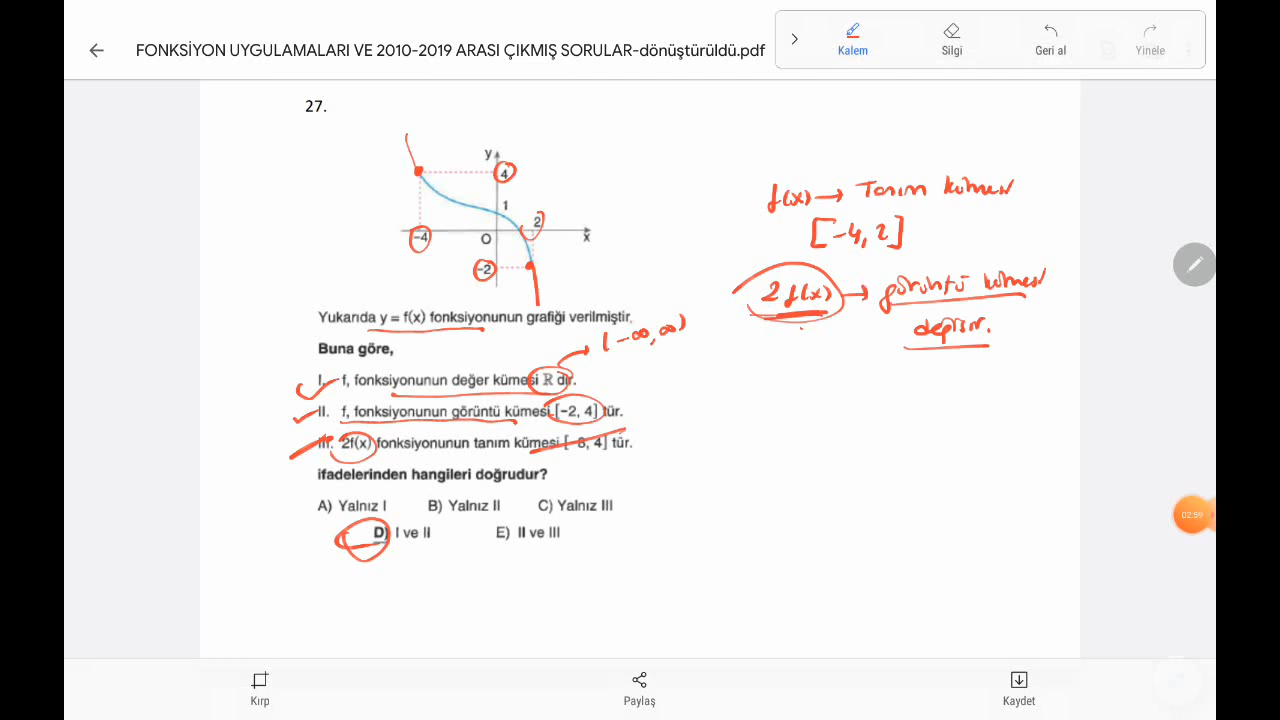 FONKSİYON UYGULAMALARI VE 2010-2019 ARASI ÇIKMIŞ SORULAR-dönüştürüldü.pdf
Kalem
Silgi
Geri al
Yinele
27.
y
4
1
2
-4
O
x
-2
f(x) → Tanım kümesi
[-4, 2]
2 f(x) → görüntü kümesi
değişir.
Yukarıda y = f(x) fonksiyonunun grafiği verilmiştir.
(-∞, ∞)
Buna göre,
I. f, fonksiyonunun değer kümesi ℝ dir.
II. f, fonksiyonunun görüntü kümesi [-2, 4] tür.
III. 2f(x) fonksiyonunun tanım kümesi [-8, 4] tür.
ifadelerinden hangileri doğrudur?
A) Yalnız I B) Yalnız II C) Yalnız III
D) I ve II E) II ve III
02:59
Kırp
Paylaş
Kaydet